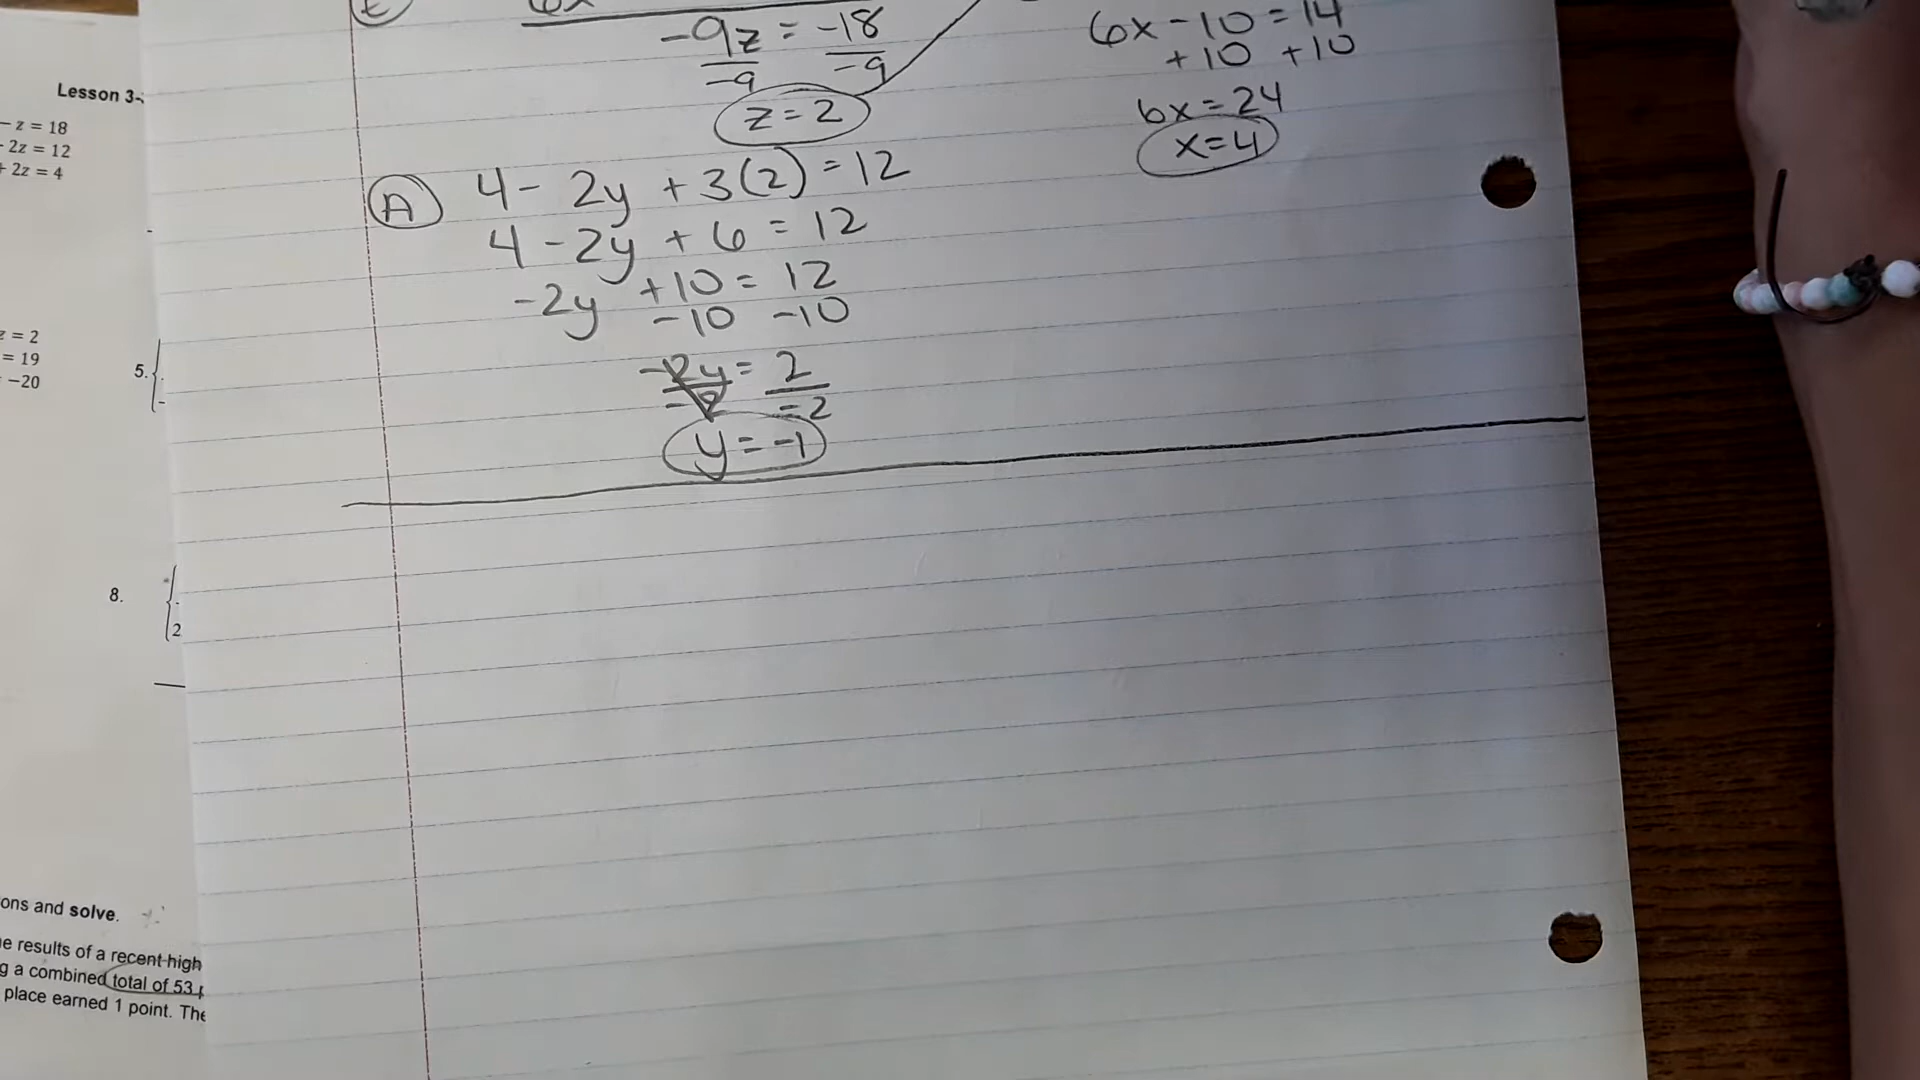 Lesson 3-
- z = 18
2z = 12
+ 2z = 4
z = 2
= 19
-20
5.
8.
2
ons and solve.
e results of a recent high
g a combined total of 53
place earned 1 point. The
6x
-9z = -18
-9 -9
z = 2
6x - 10 = 14
+ 10 + 10
6x = 24
x = 4
A 4 - 2y + 3(2) = 12
4 - 2y + 6 = 12
-2y + 10 = 12
- 10 - 10
-2y = 2
-2 -2
y = -1